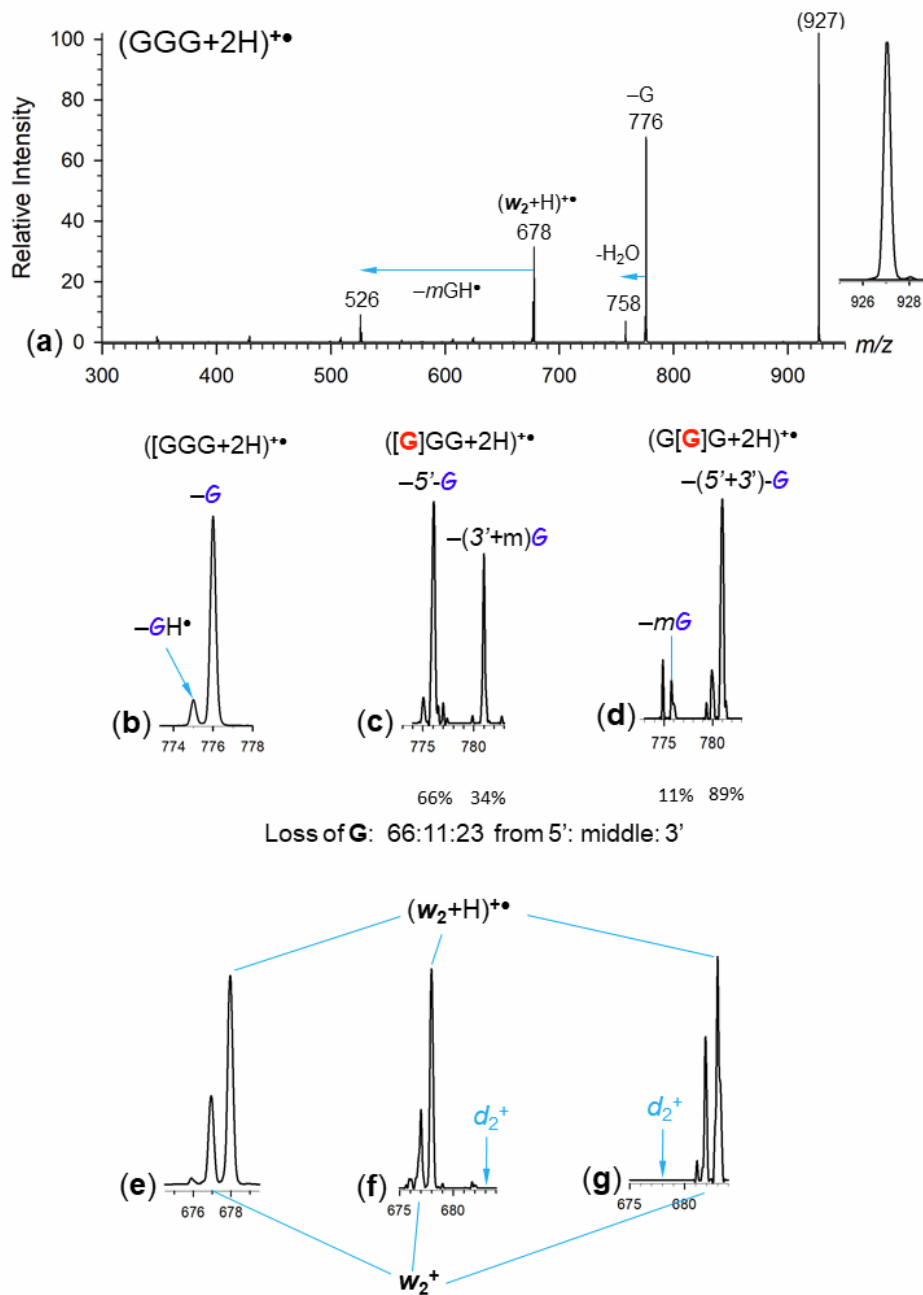 (GGG+2H)⁺•
(927)
Relative Intensity
100
80
60
40
20
0
–G
776
(w₂+H)⁺•
678
-H₂O
758
526
–mGH•
926 928
(a)
300 400 500 600 700 800 900
m/z
([GGG+2H)⁺•
([G]GG+2H)⁺•
(G[G]G+2H)⁺•
–G
–5'-G
–(5'+3')-G
–(3'+m)G
–GH•
–mG
(b)
(c)
(d)
774 776 778
775 780
775 780
66% 34%
11% 89%
Loss of G: 66:11:23 from 5': middle: 3'
(w₂+H)⁺•
d₂⁺
d₂⁺
(e)
(f)
(g)
676 678
675 680
675 680
w₂⁺